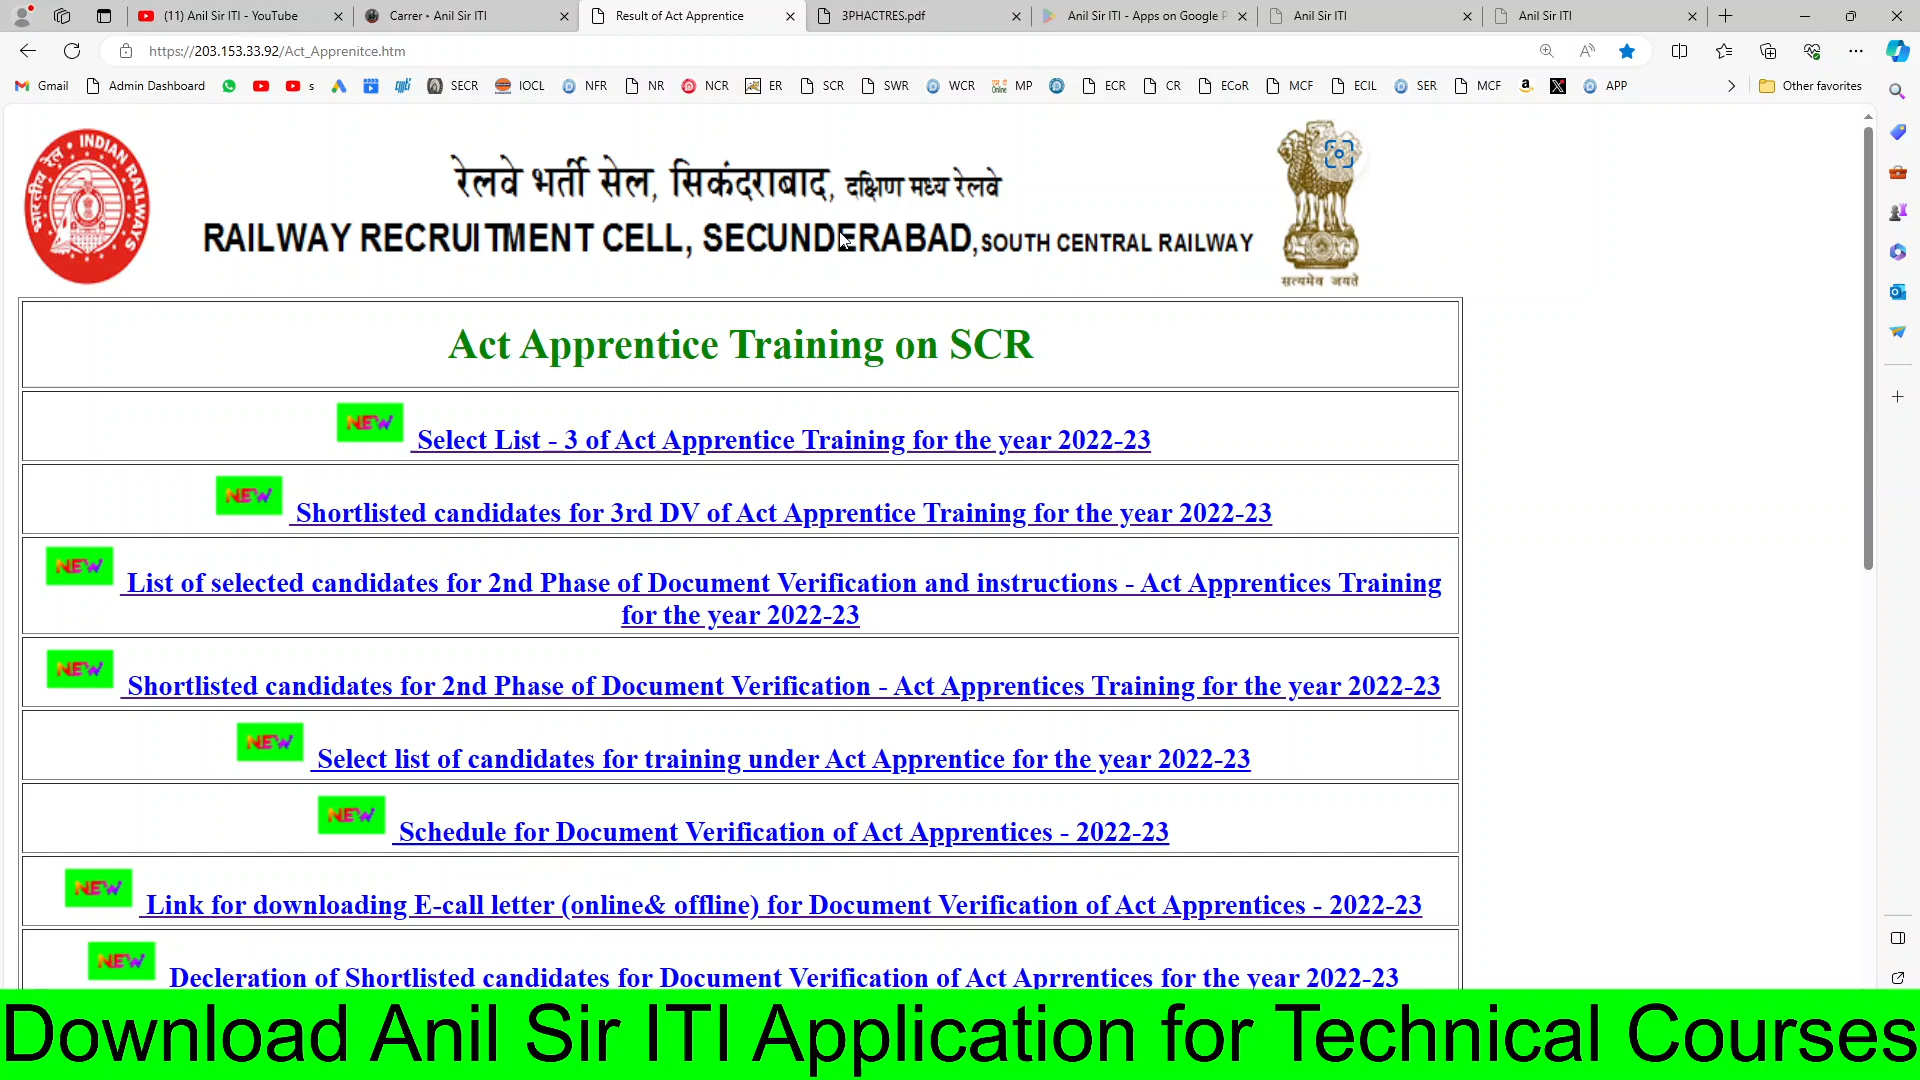 (11) Anil Sir ITI - YouTube
Carrer • Anil Sir ITI
Result of Act Apprentice
3PHACTRES.pdf
Anil Sir ITI - Apps on Google P
Anil Sir ITI
Anil Sir ITI
https://203.153.33.92/Act_Apprenitce.htm
Gmail
Admin Dashboard
s
SECR
IOCL
NFR
NR
NCR
ER
SCR
SWR
WCR
MP
ECR
CR
ECoR
MCF
ECIL
SER
MCF
APP
Other favorites
INDIAN RAILWAYS
भारतीय रेल
रेलवे भर्ती सेल, सिकंदराबाद, दक्षिण मध्य रेलवे
RAILWAY RECRUITMENT CELL, SECUNDERABAD, SOUTH CENTRAL RAILWAY
सत्यमेव जयते
Act Apprentice Training on SCR
NEW Select List - 3 of Act Apprentice Training for the year 2022-23
NEW Shortlisted candidates for 3rd DV of Act Apprentice Training for the year 2022-23
NEW List of selected candidates for 2nd Phase of Document Verification and instructions - Act Apprentices Training
for the year 2022-23
NEW Shortlisted candidates for 2nd Phase of Document Verification - Act Apprentices Training for the year 2022-23
NEW Select list of candidates for training under Act Apprentice for the year 2022-23
NEW Schedule for Document Verification of Act Apprentices - 2022-23
NEW Link for downloading E-call letter (online& offline) for Document Verification of Act Apprentices - 2022-23
NEW Decleration of Shortlisted candidates for Document Verification of Act Aprrentices for the year 2022-23
Download Anil Sir ITI Application for Technical Courses